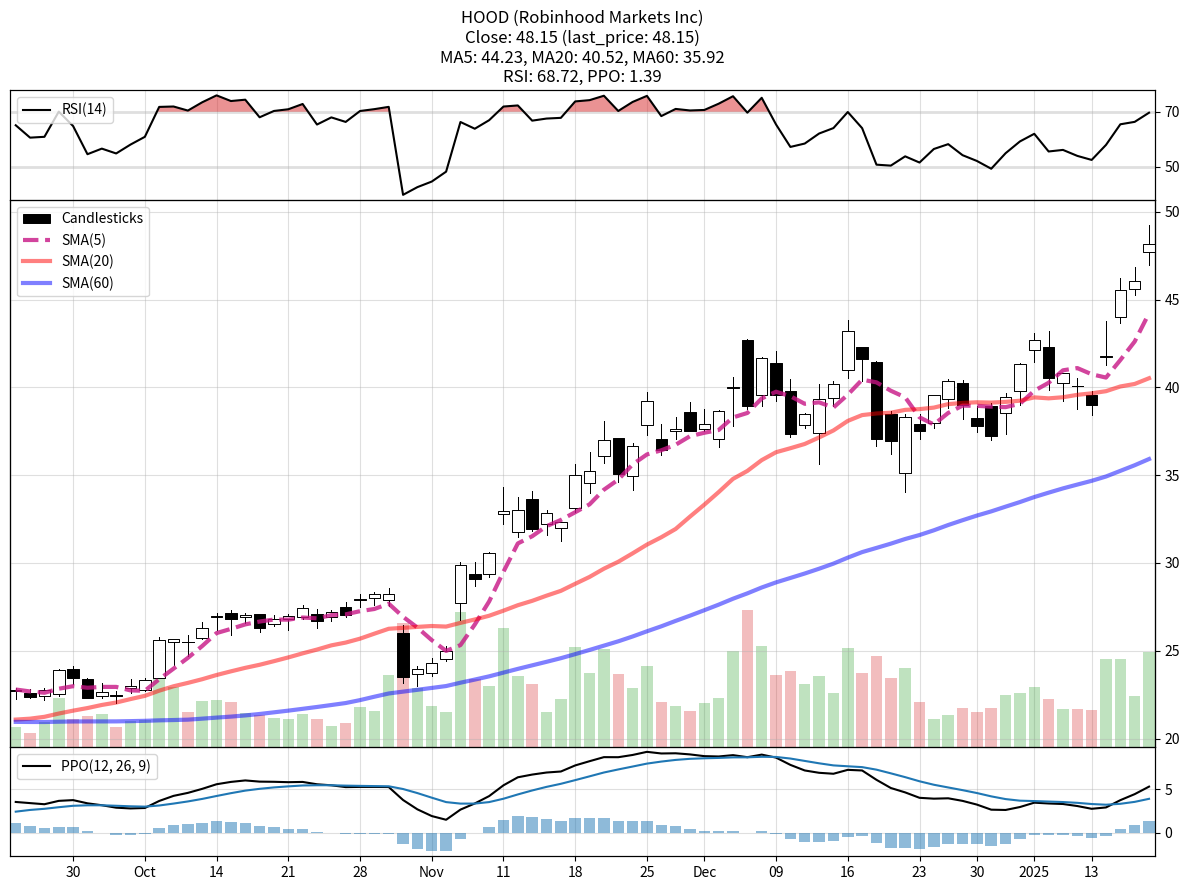 HOOD (Robinhood Markets Inc)
Close: 48.15 (last_price: 48.15)
MA5: 44.23, MA20: 40.52, MA60: 35.92
RSI: 68.72, PPO: 1.39
RSI(14)
70
50
Candlesticks
SMA(5)
SMA(20)
SMA(60)
50
45
40
35
30
25
20
PPO(12, 26, 9)
5
0
30 Oct 14 21 28 Nov 11 18 25 Dec 09 16 23 30 2025 13